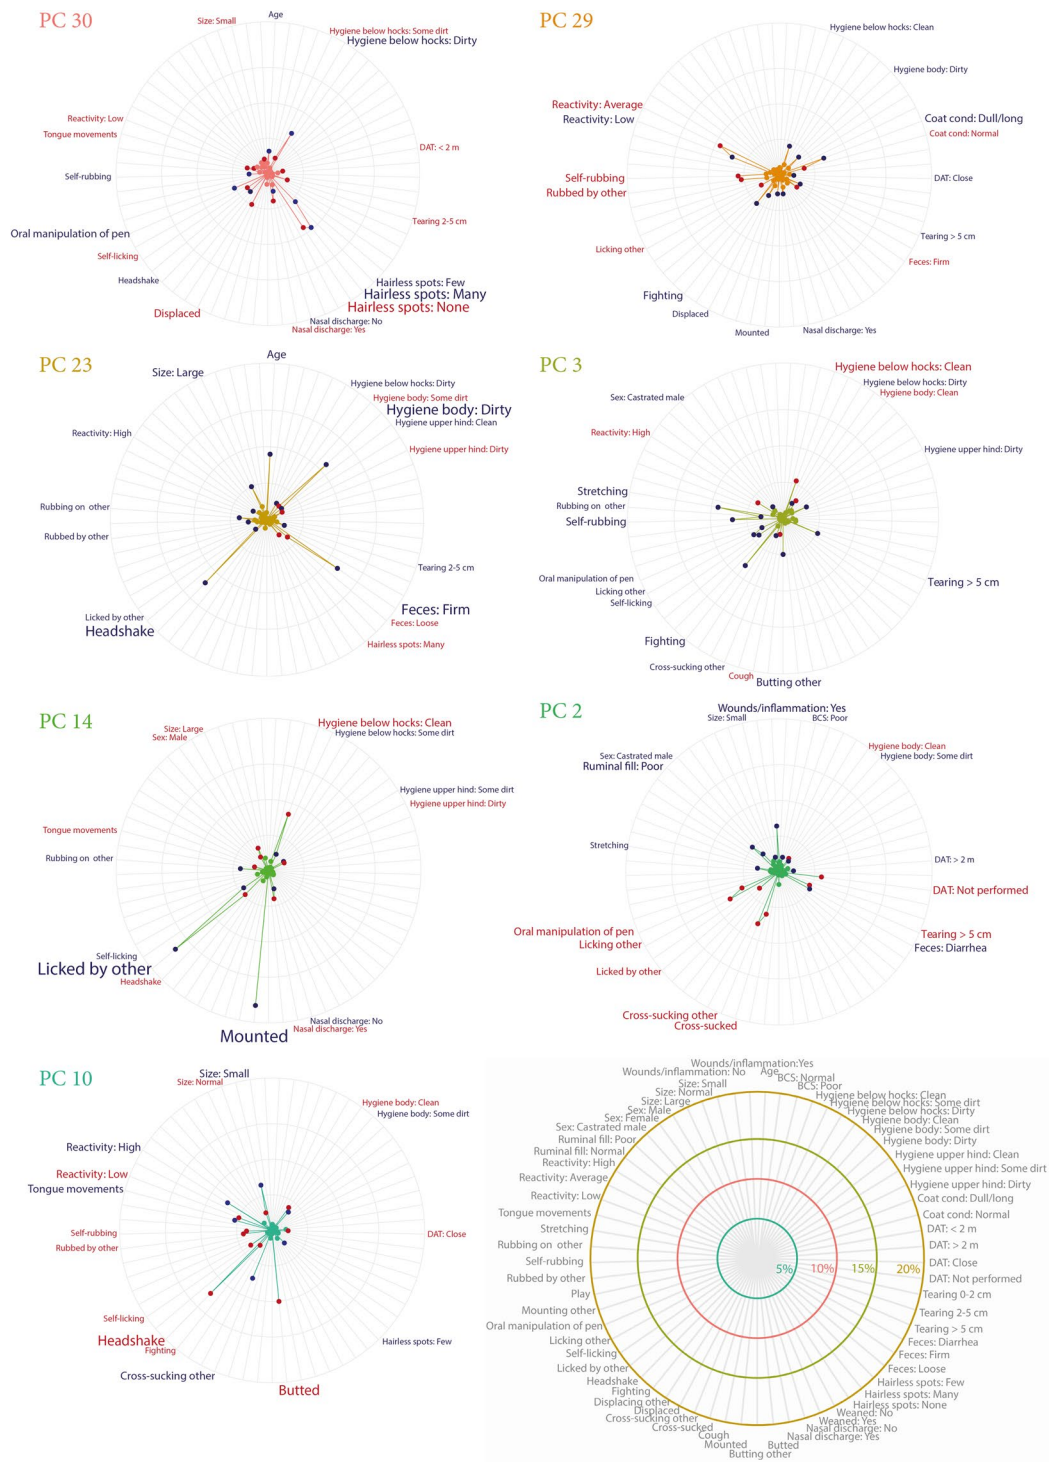 PC 30
Size: Small
Age
Hygiene below hocks: Some dirt
Hygiene below hocks: Dirty
Reactivity: Low
Tongue movements
DAT: < 2 m
Self-rubbing
Tearing 2-5 cm
Oral manipulation of pen
Self-licking
Headshake
Hairless spots: Few
Hairless spots: Many
Displaced
Hairless spots: None
Nasal discharge: No
Nasal discharge: Yes
PC 29
Hygiene below hocks: Clean
Hygiene body: Dirty
Reactivity: Average
Reactivity: Low
Coat cond: Dull/long
Coat cond: Normal
Self-rubbing
DAT: Close
Rubbed by other
Tearing > 5 cm
Licking other
Feces: Firm
Fighting
Displaced
Mounted
Nasal discharge: Yes
PC 23
Age
Size: Large
Hygiene below hocks: Dirty
Hygiene body: Some dirt
Hygiene body: Dirty
Hygiene upper hind: Clean
Reactivity: High
Hygiene upper hind: Dirty
Rubbing on other
Rubbed by other
Tearing 2-5 cm
Feces: Firm
Licked by other
Feces: Loose
Headshake
Hairless spots: Many
PC 3
Hygiene below hocks: Clean
Hygiene below hocks: Dirty
Hygiene body: Clean
Sex: Castrated male
Reactivity: High
Hygiene upper hind: Dirty
Stretching
Rubbing on other
Self-rubbing
Oral manipulation of pen
Tearing > 5 cm
Licking other
Self-licking
Fighting
Cross-sucking other
Cough
Butting other
PC 14
Size: Large
Sex: Male
Hygiene below hocks: Clean
Hygiene below hocks: Some dirt
Hygiene upper hind: Some dirt
Hygiene upper hind: Dirty
Tongue movements
Rubbing on other
Self-licking
Licked by other
Headshake
Mounted
Nasal discharge: No
Nasal discharge: Yes
PC 2
Wounds/inflammation: Yes
Size: Small
BCS: Poor
Hygiene body: Clean
Hygiene body: Some dirt
Sex: Castrated male
Ruminal fill: Poor
Stretching
DAT: > 2 m
DAT: Not performed
Oral manipulation of pen
Licking other
Tearing > 5 cm
Feces: Diarrhea
Licked by other
Cross-sucking other
Cross-sucked
PC 10
Size: Small
Size: Normal
Hygiene body: Clean
Hygiene body: Some dirt
Reactivity: High
Reactivity: Low
Tongue movements
Self-rubbing
DAT: Close
Rubbed by other
Self-licking
Headshake
Fighting
Hairless spots: Few
Cross-sucking other
Butted
Wounds/inflammation:Yes
Wounds/inflammation: No
Age
BCS: Normal
Size: Small
BCS: Poor
Size: Normal
Hygiene below hocks: Clean
Size: Large
Hygiene below hocks: Some dirt
Sex: Male
Hygiene below hocks: Dirty
Sex: Female
Hygiene body: Clean
Sex: Castrated male
Hygiene body: Some dirt
Ruminal fill: Poor
Hygiene body: Dirty
Ruminal fill: Normal
Hygiene upper hind: Clean
Reactivity: High
Hygiene upper hind: Some dirt
Reactivity: Average
Hygiene upper hind: Dirty
Reactivity: Low
Coat cond: Dull/long
Tongue movements
Coat cond: Normal
Stretching
DAT: < 2 m
Rubbing on other
DAT: > 2 m
Self-rubbing
DAT: Close
5%
10%
15%
20%
Rubbed by other
DAT: Not performed
Play
Tearing 0-2 cm
Mounting other
Tearing 2-5 cm
Oral manipulation of pen
Tearing > 5 cm
Licking other
Feces: Diarrhea
Self-licking
Feces: Firm
Licked by other
Feces: Loose
Headshake
Hairless spots: Few
Fighting
Hairless spots: Many
Displacing other
Hairless spots: None
Displaced
Weaned: No
Cross-sucking other
Weaned: Yes
Cross-sucked
Nasal discharge: No
Cough
Nasal discharge: Yes
Mounted
Butted
Butting other